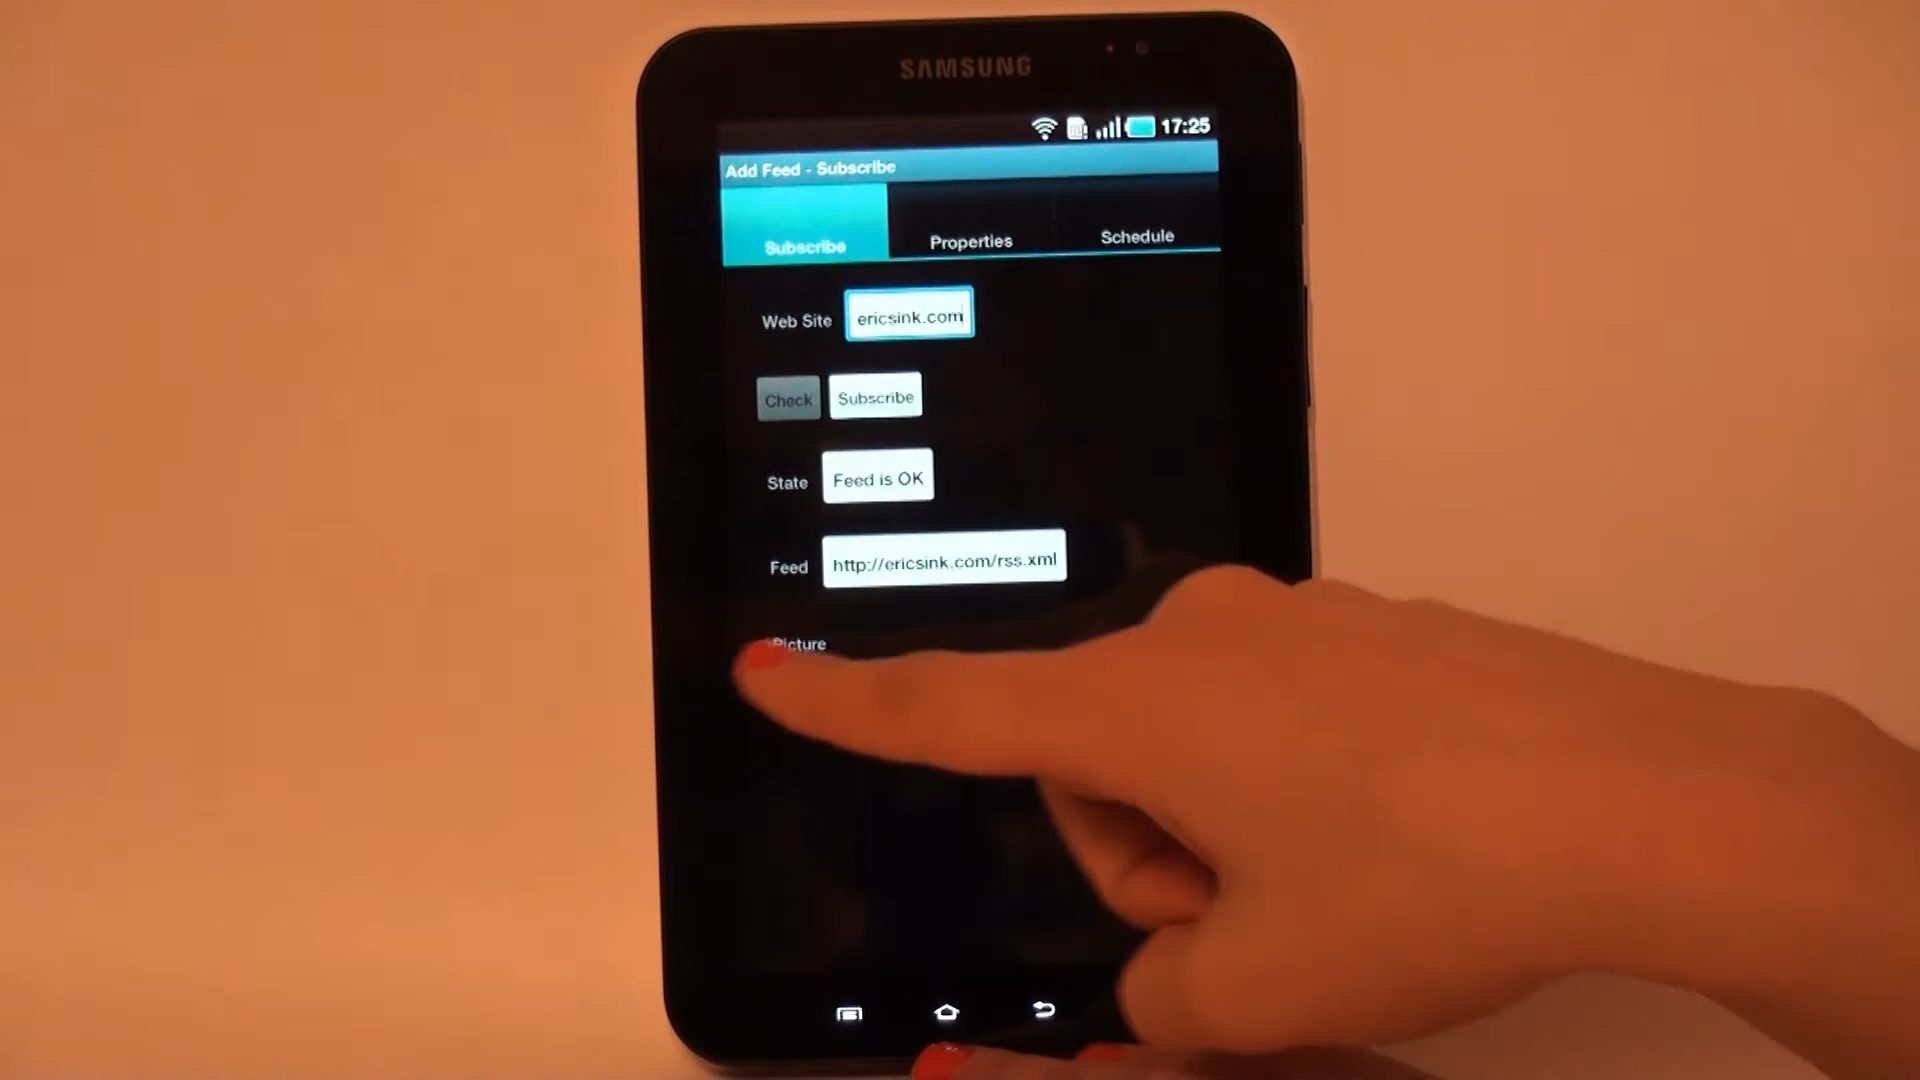 SAMSUNG
17:25
Add Feed - Subscribe
Subscribe Properties Schedule
Web Site ericsink.com
Check Subscribe
State Feed is OK
Feed http://ericsink.com/rss.xml
Picture